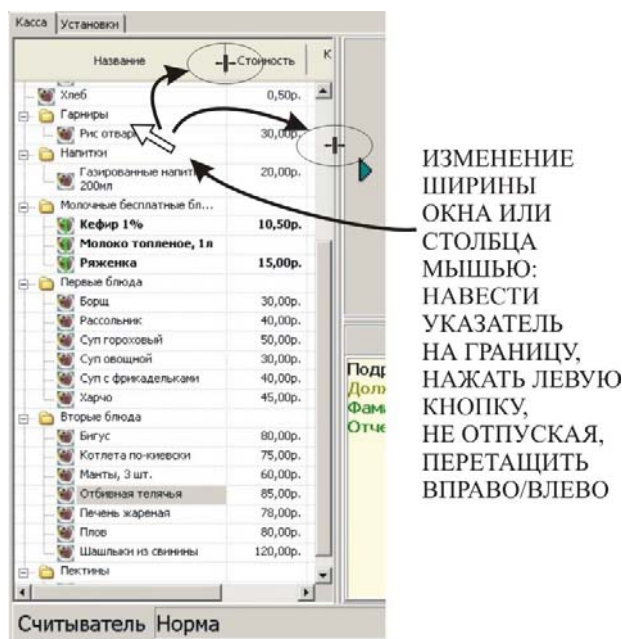 Касса Установки
Название Стоимость К
Хлеб 0,50р.
Гарниры
Рис отвар 30,00р.
Напитки
Газированные напит 20,00р.
200мл
Молочные бесплатные бл...
Кефир 1% 10,50р.
Молоко топленое, 1л
Ряженка 15,00р.
Первые блюда
Борщ 30,00р.
Рассольник 40,00р.
Суп гороховый 50,00р.
Суп овощной 30,00р.
Суп с фрикадельками 40,00р.
Харчо 45,00р.
Вторые блюда
Бигус 80,00р.
Котлета по-киевски 75,00р.
Манты, 3 шт. 60,00р.
Отбивная телячья 85,00р.
Печень жареная 78,00р.
Плов 80,00р.
Шашлыки из свинины 120,00р.
Пектины
Подр
Долж
Фами
Отче
Считыватель Норма
ИЗМЕНЕНИЕ
ШИРИНЫ
ОКНА ИЛИ
СТОЛБЦА
МЫШЬЮ:
НАВЕСТИ
УКАЗАТЕЛЬ
НА ГРАНИЦУ,
НАЖАТЬ ЛЕВУЮ
КНОПКУ,
НЕ ОТПУСКАЯ,
ПЕРЕТАЩИТЬ
ВПРАВО/ВЛЕВО